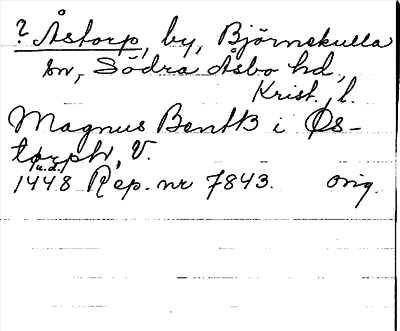 ? Åstorp, by, Björnekulla
sn, Södra Åsbo hd,
Krist. l.
Magnus Bentß i Øs-
torph, V.
(u.d.)
1448 Rep. nr 7843. orig.